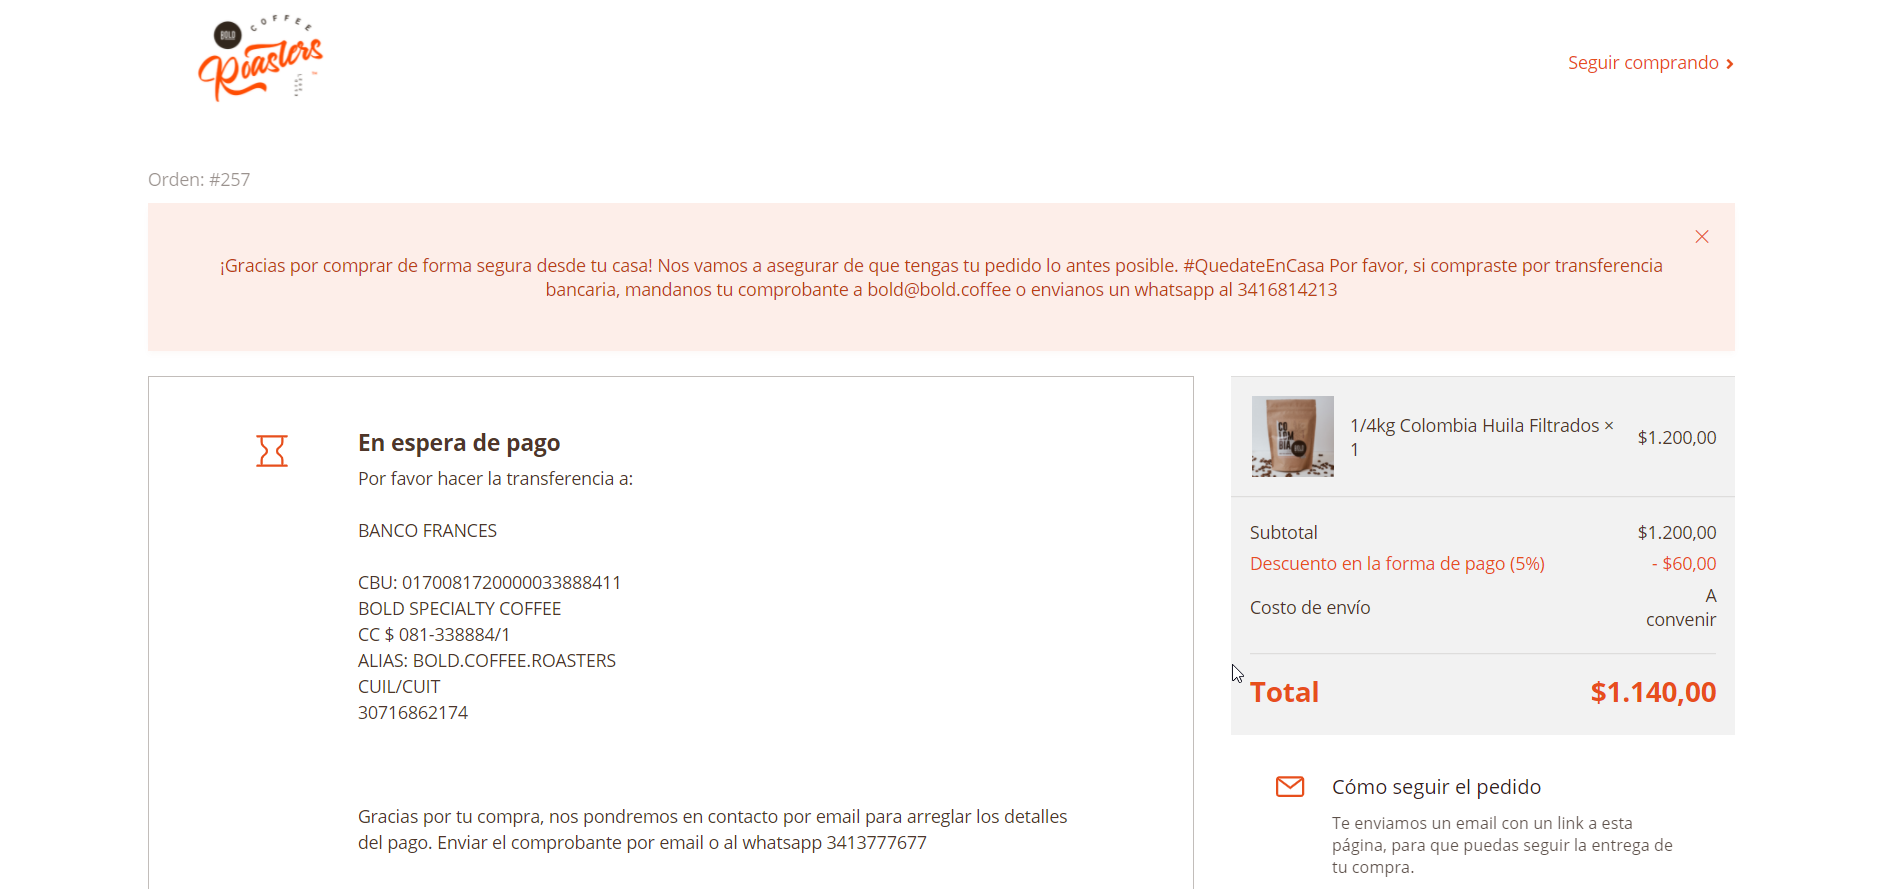 COFFEE
BOLD
Roasters
Seguir comprando
Orden: #257
¡Gracias por comprar de forma segura desde tu casa! Nos vamos a asegurar de que tengas tu pedido lo antes posible. #QuedateEnCasa Por favor, si compraste por transferencia
bancaria, mandanos tu comprobante a bold@bold.coffee o envianos un whatsapp al 3416814213
En espera de pago
Por favor hacer la transferencia a:
BANCO FRANCES
CBU: 0170081720000033888411
BOLD SPECIALTY COFFEE
CC $ 081-338884/1
ALIAS: BOLD.COFFEE.ROASTERS
CUIL/CUIT
30716862174
Gracias por tu compra, nos pondremos en contacto por email para arreglar los detalles
del pago. Enviar el comprobante por email o al whatsapp 3413777677
COLOMBIA
1/4kg Colombia Huila Filtrados ×
1
$1.200,00
Subtotal $1.200,00
Descuento en la forma de pago (5%) - $60,00
Costo de envío A
convenir
Total $1.140,00
Cómo seguir el pedido
Te enviamos un email con un link a esta
página, para que puedas seguir la entrega de
tu compra.